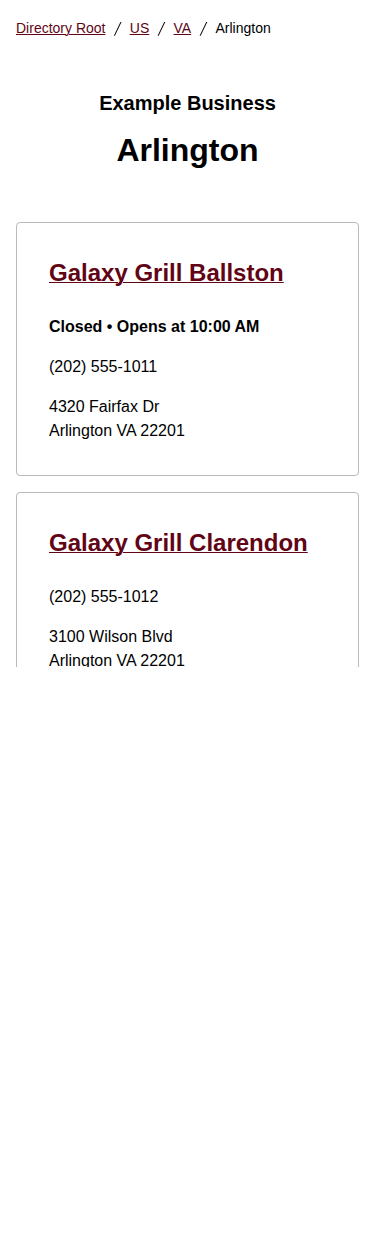 Directory Root / US / VA / Arlington
Example Business
Arlington
Galaxy Grill Ballston
Closed • Opens at 10:00 AM
(202) 555-1011
4320 Fairfax Dr
Arlington VA 22201
Galaxy Grill Clarendon
(202) 555-1012
3100 Wilson Blvd
Arlington VA 22201